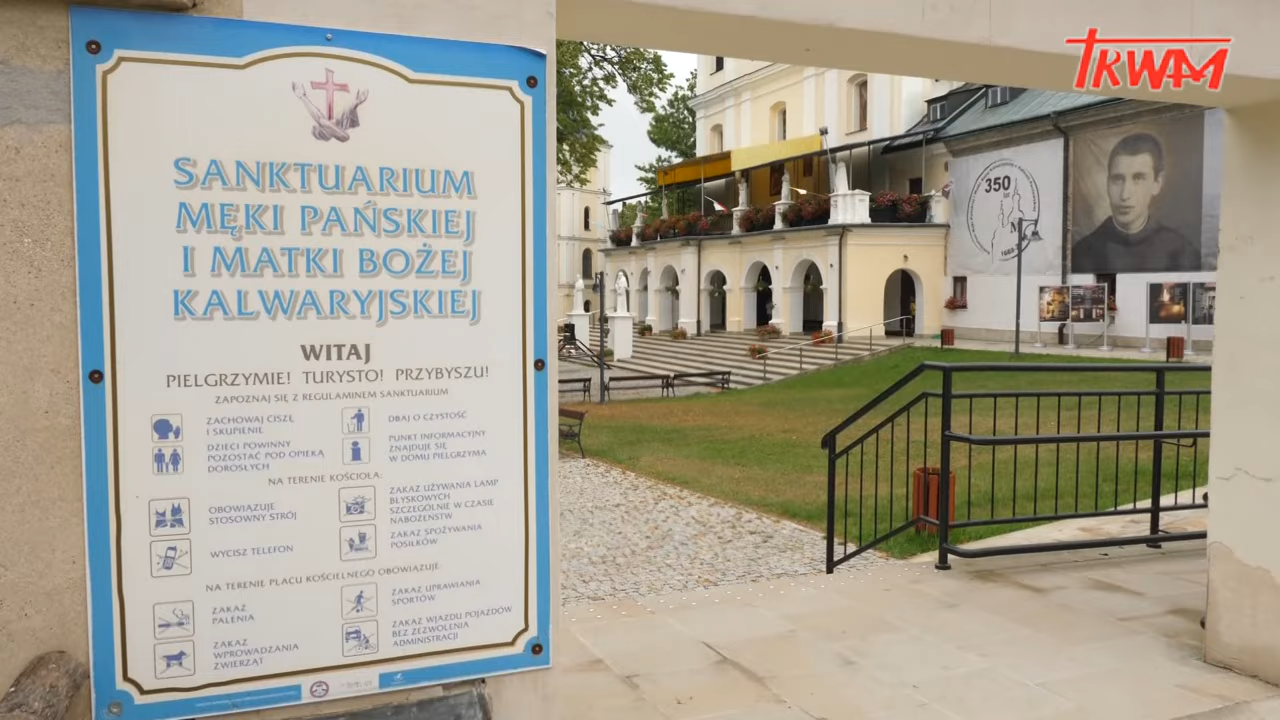 SANKTUARIUM
MĘKI PAŃSKIEJ
I MATKI BOŻEJ
KALWARYJSKIEJ
WITAJ
PIELGRZYMIE! TURYSTO! PRZYBYSZU!
ZAPOZNAJ SIĘ Z REGULAMINEM SANKTUARIUM
ZACHOWAJ CISZĘ
I SKUPIENIE
DZIECI POWINNY
POZOSTAĆ POD OPIEKĄ
DOROSŁYCH
DBAJ O CZYSTOŚĆ
PUNKT INFORMACYJNY
ZNAJDUJE SIĘ
W DOMU PIELGRZYMA
NA TERENIE KOŚCIOŁA:
OBOWIĄZUJE
STOSOWNY STRÓJ
WYCISZ TELEFON
ZAKAZ UŻYWANIA LAMP
BŁYSKOWYCH
SZCZEGÓLNIE W CZASIE
NABOŻEŃSTW
ZAKAZ SPOŻYWANIA
POSIŁKÓW
NA TERENIE PLACU KOŚCIELNEGO OBOWIĄZUJE:
ZAKAZ
PALENIA
ZAKAZ
WPROWADZANIA
ZWIERZĄT
ZAKAZ UPRAWIANIA
SPORTÓW
ZAKAZ WJAZDU POJAZDÓW
BEZ ZEZWOLENIA
ADMINISTRACJI
350
lat
M
TRWAM